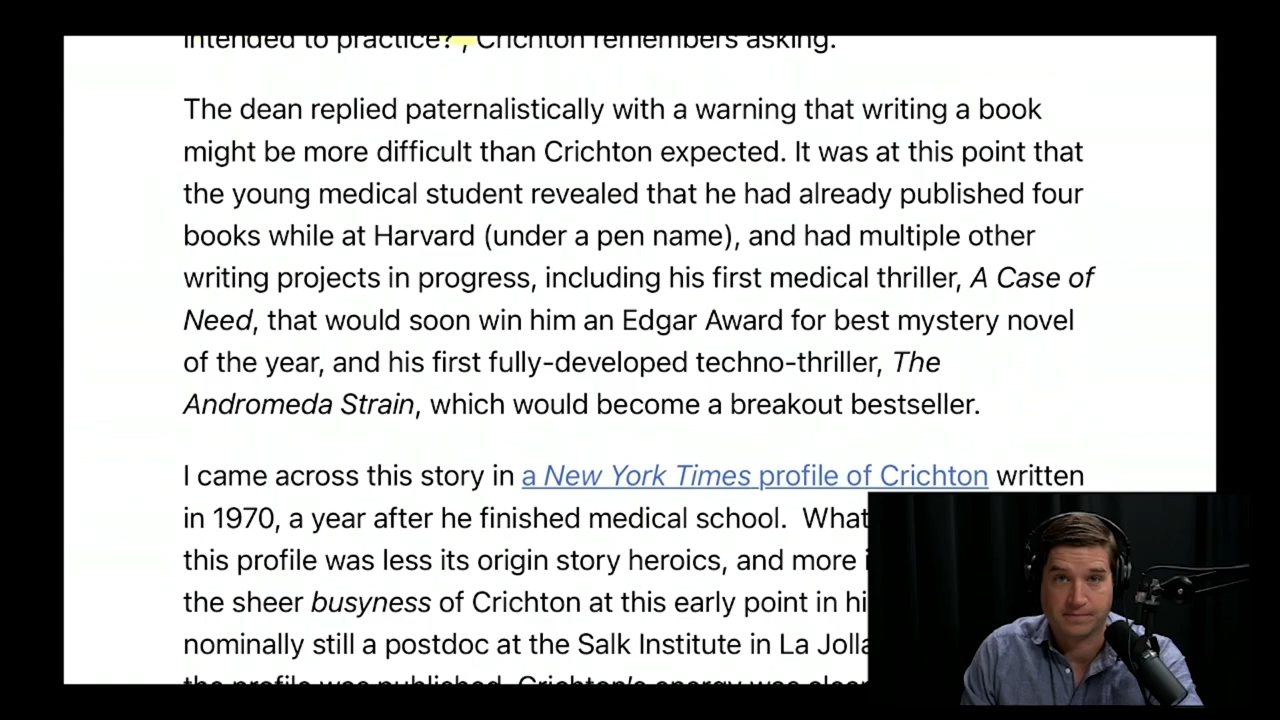 intended to practice?”, Crichton remembers asking.
The dean replied paternalistically with a warning that writing a book
might be more difficult than Crichton expected. It was at this point that
the young medical student revealed that he had already published four
books while at Harvard (under a pen name), and had multiple other
writing projects in progress, including his first medical thriller, A Case of
Need, that would soon win him an Edgar Award for best mystery novel
of the year, and his first fully-developed techno-thriller, The
Andromeda Strain, which would become a breakout bestseller.
I came across this story in a New York Times profile of Crichton written
in 1970, a year after he finished medical school.  What
this profile was less its origin story heroics, and more
the sheer busyness of Crichton at this early point in
nominally still a postdoc at the Salk Institute in La Jolla
the profile was published, Crichton’s energy was